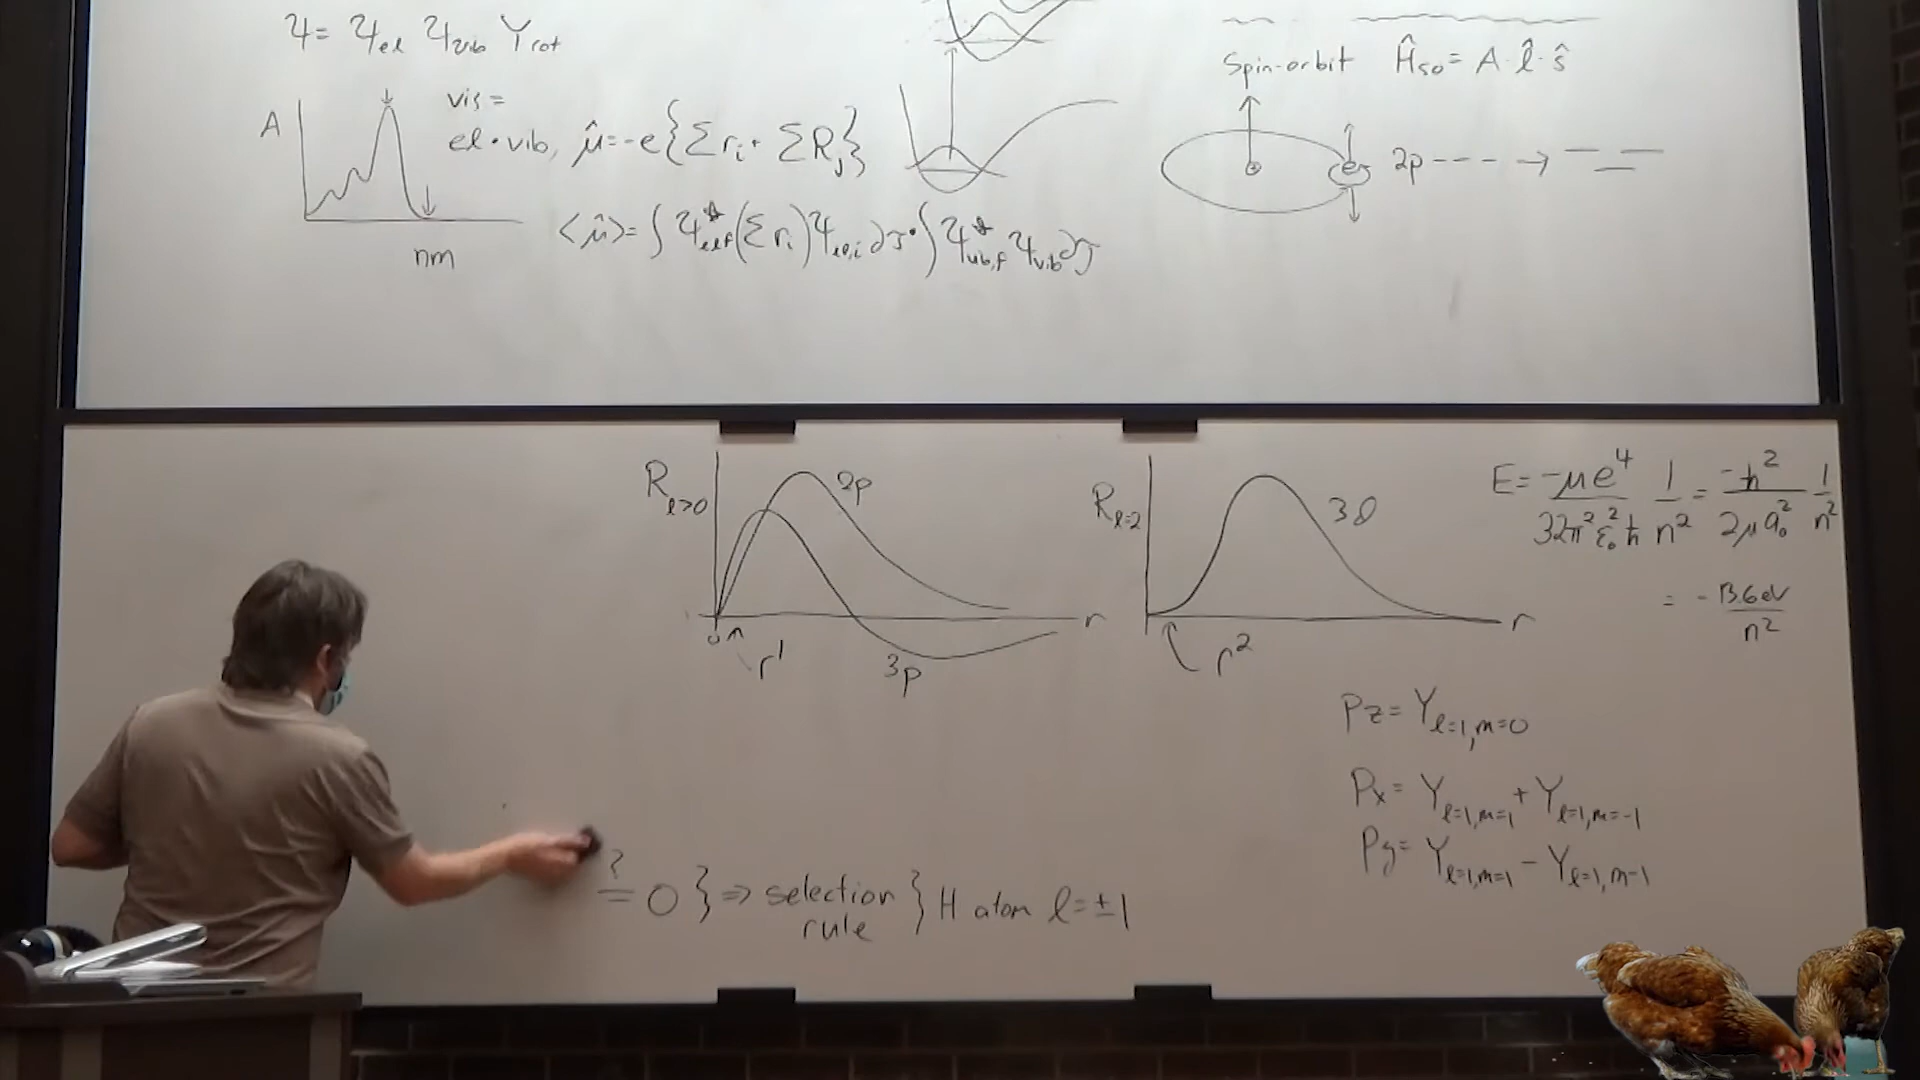 Ψ = Ψel Ψvib Yrot
A
vis =
el · vib, μ̂ = -e{Σri + ΣRj}
nm
<μ̂> = ∫Ψ*el,f (Σri) Ψel,i ∂τ · ∫Ψ*vib,f Ψvib ∂τ
Spin-orbit Ĥso = A·l̂·ŝ
e
2p - - - - →
Rl>0
2p
3p
0
r
r¹
Rl=2
3d
r
r²
E = -μe⁴/32π²ε₀²ħ 1/n² = -ħ²/2μa₀² 1/n²
= -13.6eV/n²
Pz = Yl=1,m=0
Px = Yl=1,m=1 + Yl=1,m=-1
Py = Yl=1,m=1 - Yl=1,m-1
?
= 0 } ⇒ selection rule } H atom l = ±1